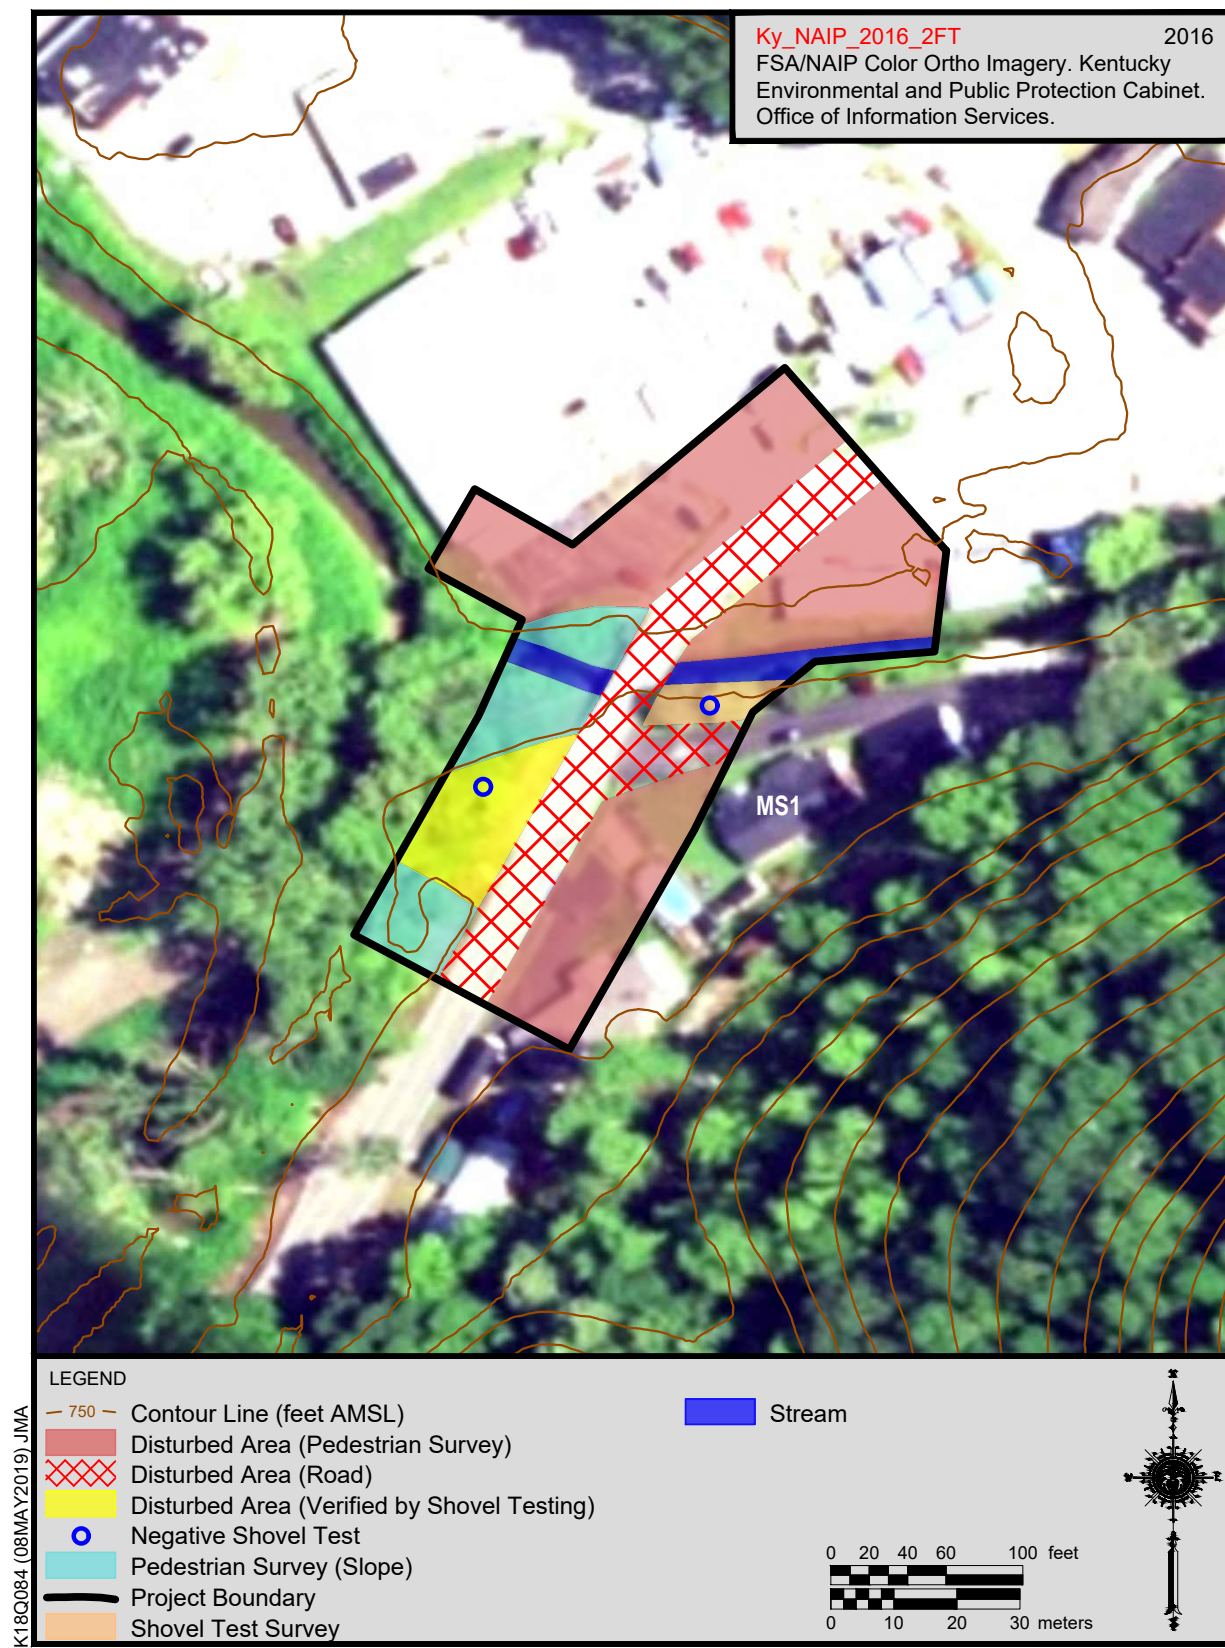 Ky_NAIP_2016_2FT 2016
FSA/NAIP Color Ortho Imagery. Kentucky
Environmental and Public Protection Cabinet.
Office of Information Services.
MS1
LEGEND
750 Contour Line (feet AMSL)
Disturbed Area (Pedestrian Survey)
Disturbed Area (Road)
Disturbed Area (Verified by Shovel Testing)
Negative Shovel Test
Pedestrian Survey (Slope)
Project Boundary
Shovel Test Survey
Stream
0 20 40 60 100 feet
0 10 20 30 meters
K18Q084 (08MAY2019) JMA